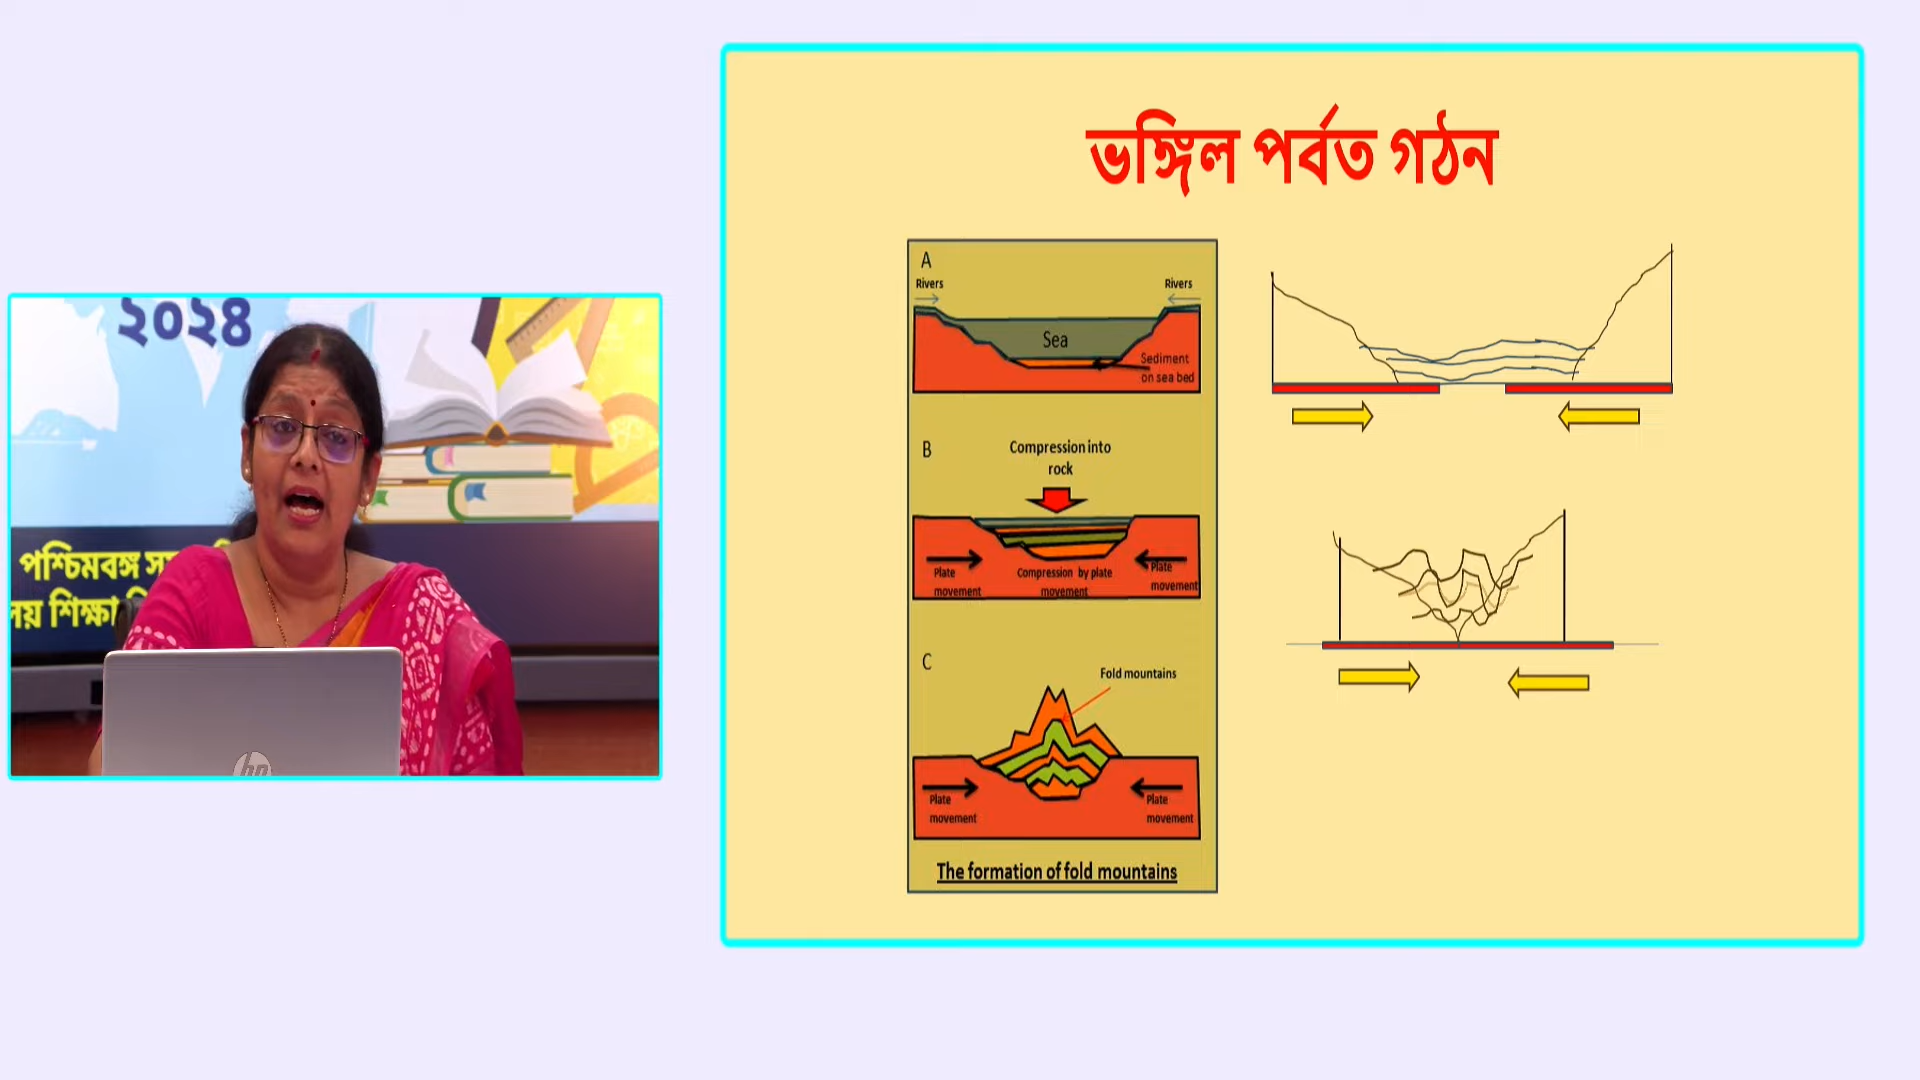 ২০২৪
পশ্চিমবঙ্গ
শিক্ষা
hp
ভঙ্গিল পর্বত গঠন
A
Rivers
Rivers
Sea
Sediment
on sea bed
B
Compression into
rock
Plate
movement
Compression by plate
movement
Plate
movement
C
Fold mountains
Plate
movement
Plate
movement
The formation of fold mountains